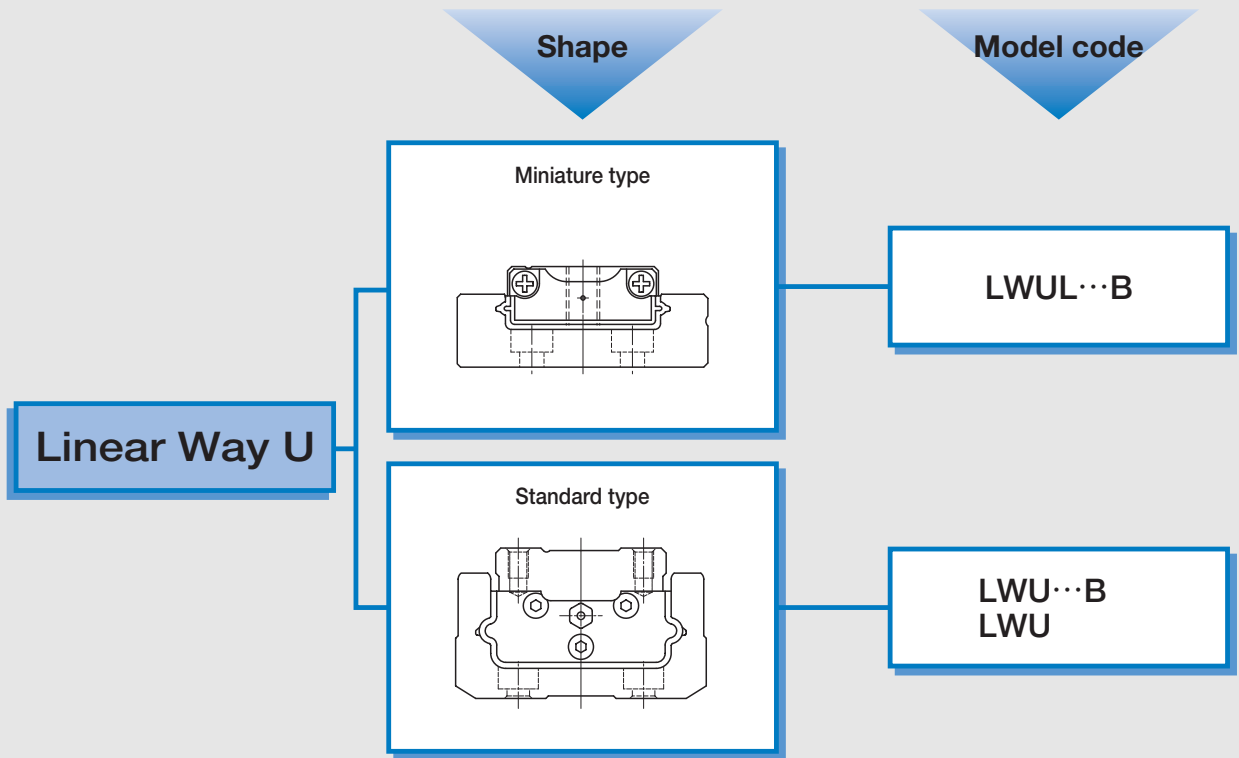 Shape
Model code
Miniature type
LWUL···B
Linear Way U
Standard type
LWU···B
LWU